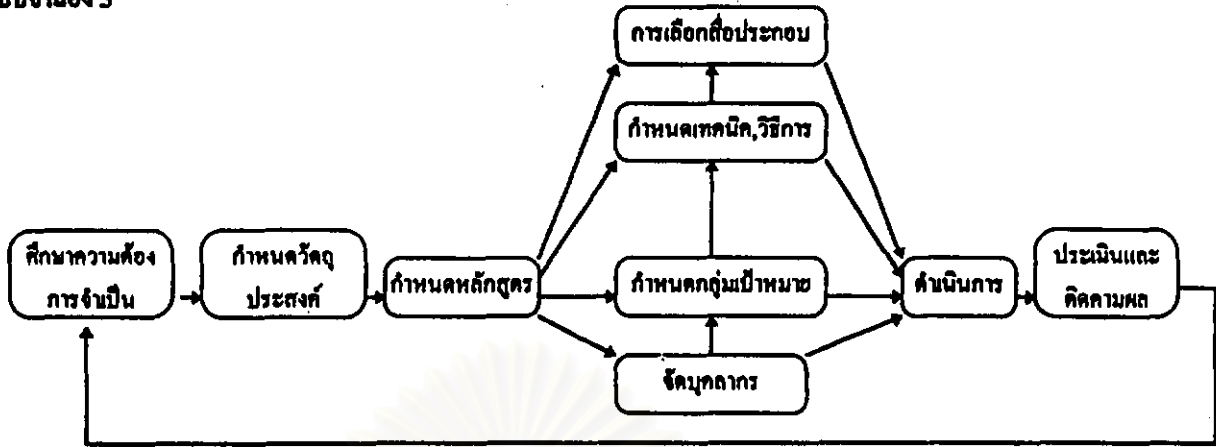 การเลือกสื่อประกอบ
กำหนดเทคนิค,วิธีการ
ศึกษาความต้อง
การจำเป็น
กำหนดวัตถุ
ประสงค์
กำหนดหลักสูตร
กำหนดกลุ่มเป้าหมาย
ดำเนินการ
ประเมินและ
ติดตามผล
จัดบุคลากร